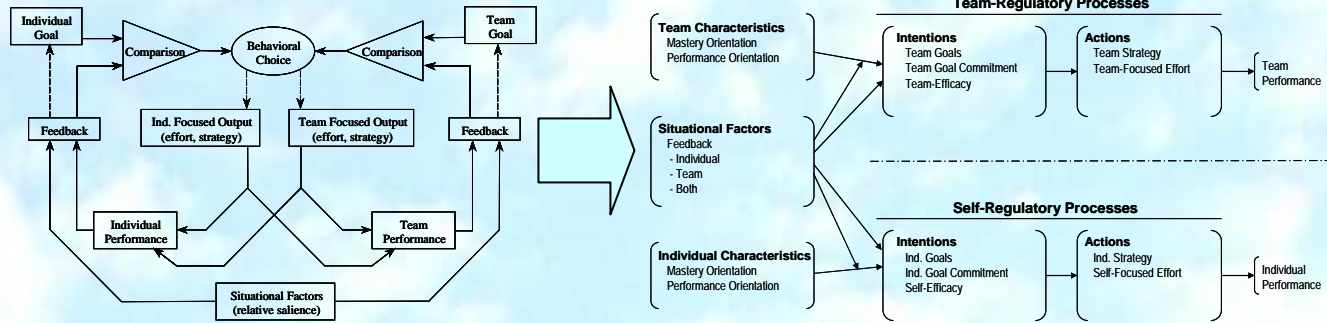 Individual
Goal
Comparison
Behavioral
Choice
Comparison
Team
Goal
Feedback
Ind. Focused Output
(effort, strategy)
Team Focused Output
(effort, strategy)
Feedback
Individual
Performance
Team
Performance
Situational Factors
(relative salience)
Team-Regulatory Processes
Team Characteristics
Mastery Orientation
Performance Orientation
Intentions
Team Goals
Team Goal Commitment
Team-Efficacy
Actions
Team Strategy
Team-Focused Effort
Team
Performance
Situational Factors
Feedback
- Individual
- Team
- Both
Self-Regulatory Processes
Individual Characteristics
Mastery Orientation
Performance Orientation
Intentions
Ind. Goals
Ind. Goal Commitment
Self-Efficacy
Actions
Ind. Strategy
Self-Focused Effort
Individual
Performance